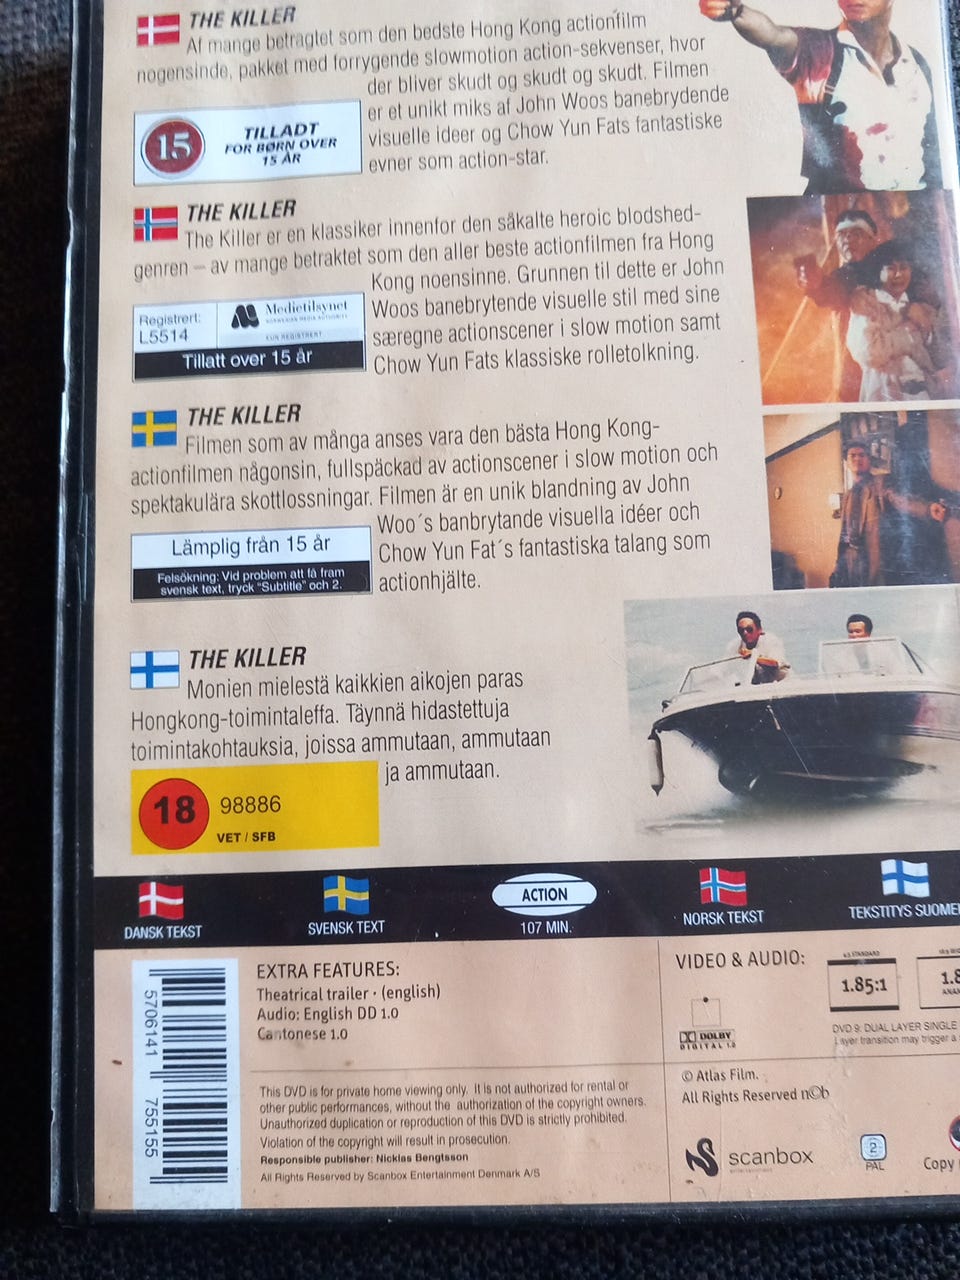 THE KILLER
Af mange betragtet som den bedste Hong Kong actionfilm
nogensinde, pakket med forrygende slowmotion action-sekvenser, hvor
der bliver skudt og skudt og skudt. Filmen
er et unikt miks af John Woos banebrydende
visuelle ideer og Chow Yun Fats fantastiske
evner som action-star.
15
TILLADT
FOR BØRN OVER
15 ÅR
THE KILLER
The Killer er en klassiker innenfor den såkalte heroic blodshed-
genren – av mange betraktet som den aller beste actionfilmen fra Hong
Kong noensinne. Grunnen til dette er John
Woos banebrytende visuelle stil med sine
særegne actionscener i slow motion samt
Chow Yun Fats klassiske rolletolkning.
Registrert:
L5514
Medietilsynet
NORWEGIAN MEDIA AUTHORITY
KUN REGISTRERT
Tillatt over 15 år
THE KILLER
Filmen som av många anses vara den bästa Hong Kong-
actionfilmen någonsin, fullspäckad av actionscener i slow motion och
spektakulära skottlossningar. Filmen är en unik blandning av John
Woo´s banbrytande visuella idéer och
Chow Yun Fat´s fantastiska talang som
actionhjälte.
Lämplig från 15 år
Felsökning: Vid problem att få fram
svensk text, tryck "Subtitle" och 2.
THE KILLER
Monien mielestä kaikkien aikojen paras
Hongkong-toimintaleffa. Täynnä hidastettuja
toimintakohtauksia, joissa ammutaan, ammutaan
ja ammutaan.
18 98886
VET / SFB
DANSK TEKST
SVENSK TEXT
ACTION
107 MIN.
NORSK TEKST
TEKSTITYS SUOME
5706141 755155
EXTRA FEATURES:
Theatrical trailer · (english)
Audio: English DD 1.0
Cantonese 1.0
This DVD is for private home viewing only. It is not authorized for rental or
other public performances, without the authorization of the copyright owners.
Unauthorized duplication or reproduction of this DVD is strictly prohibited.
Violation of the copyright will result in prosecution.
Responsible publisher: Nicklas Bengtsson
All Rights Reserved by Scanbox Entertainment Denmark A/S
VIDEO & AUDIO:
DOLBY
DIGITAL 1.0
4:3 STANDARD
1.85:1
1.8
DVD 9: DUAL LAYER SINGLE
Layer transition may trigger a
© Atlas Film.
All Rights Reserved n©b
scanbox
entertainment
2
PAL
Copy